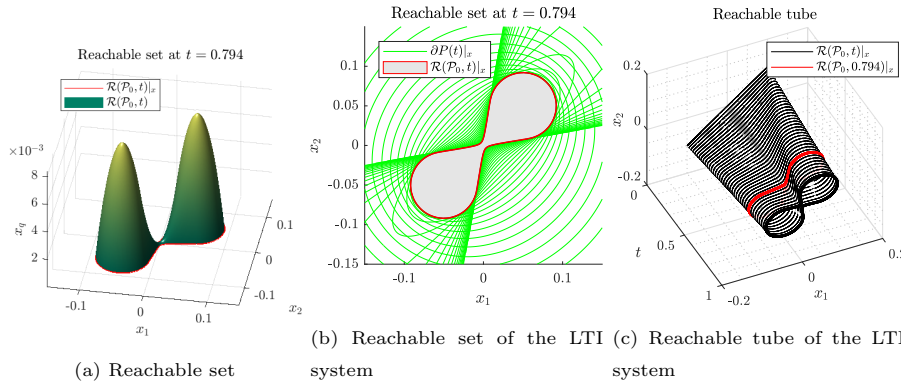 Reachable set at t = 0.794
R(P₀, t)|ₓ
R(P₀, t)
×10⁻³
8
6
4
2
x_q
-0.1
0
0.1
x₁
0.1
0
-0.1
x₂
(a) Reachable set
Reachable set at t = 0.794
∂P(t)|ₓ
R(P₀, t)|ₓ
0.1
0.05
0
-0.05
-0.1
-0.15
x₂
-0.1
0
0.1
x₁
(b) Reachable set of the LTI
system
Reachable tube
R(P₀, t)|ₓ
R(P₀, 0.794)|ₓ
0.2
0
-0.2
x₂
0
0.5
1
t
-0.2
0
0.2
x₁
(c) Reachable tube of the LTI
system